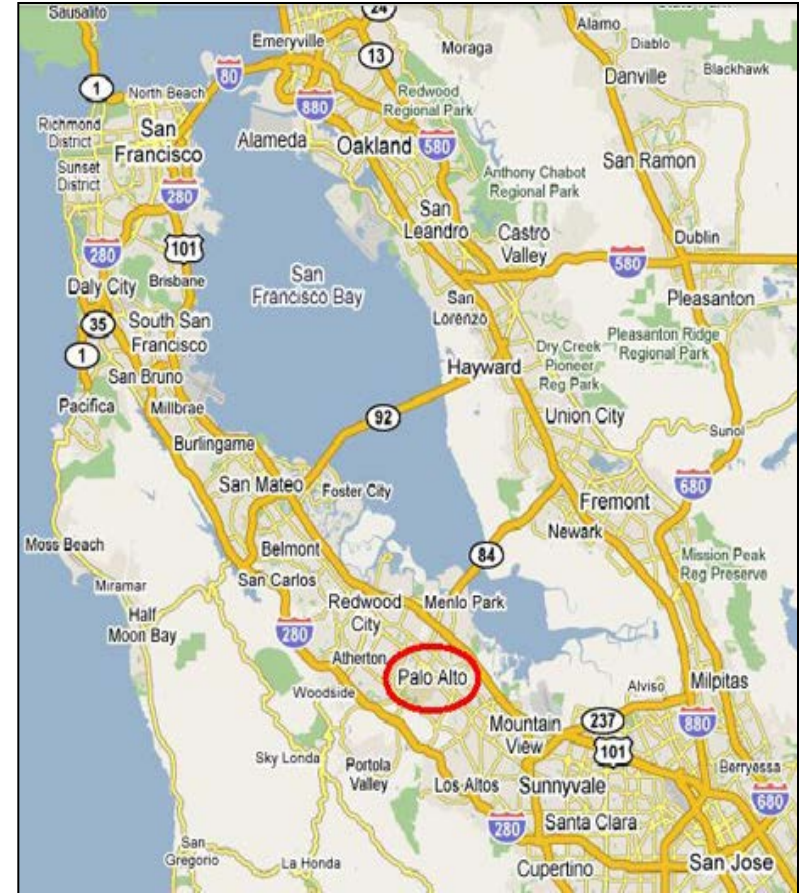 Sausalito
24
Alamo
Emeryville
13
Moraga
Diablo
Danville
Blackhawk
80
1
North Beach
880
Redwood
Regional Park
Richmond
District
San
Francisco
Alameda
Oakland
580
Sunset
District
Anthony Chabot
Regional Park
San Ramon
280
San
Leandro
Castro
Valley
Dublin
101
280
580
Daly City
Brisbane
San
Francisco Bay
San
Lorenzo
Pleasanton
35
South San
Francisco
1
Dry Creek
Pioneer
Reg Park
Pleasanton Ridge
Regional Park
San Bruno
Hayward
Pacifica
Millbrae
92
Union City
Burlingame
Sunol
San Mateo
Foster City
680
Fremont
Newark
Moss Beach
Belmont
84
Mission Peak
Reg Preserve
San Carlos
Miramar
Redwood
City
Menlo Park
Half
Moon Bay
280
Atherton
Palo Alto
Woodside
Alviso
Milpitas
Mountain
View
237
880
101
Sky Londa
Portola
Valley
Los Altos
Sunnyvale
Berryessa
680
280
Santa Clara
San
Gregorio
La Honda
Cupertino
San Jose